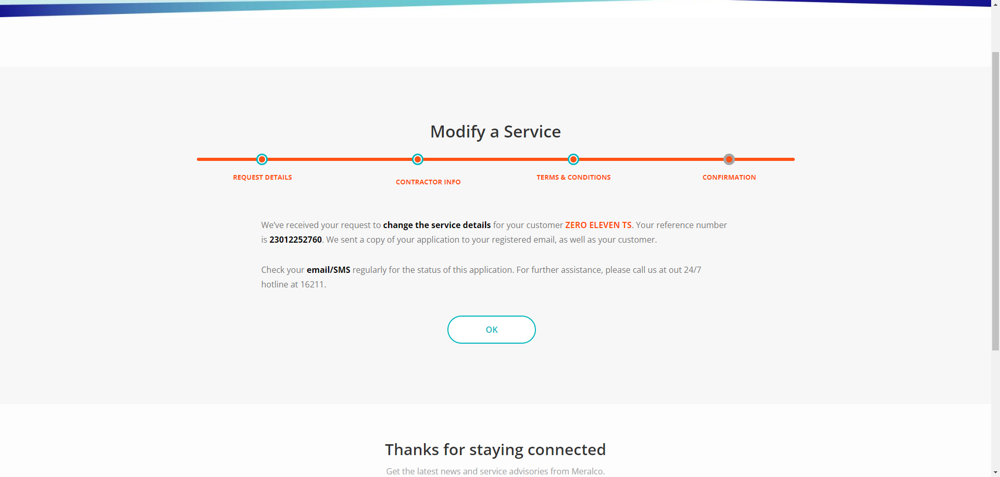 Modify a Service
REQUEST DETAILS
CONTRACTOR INFO
TERMS & CONDITIONS
CONFIRMATION
We’ve received your request to change the service details for your customer ZERO ELEVEN TS. Your reference number
is 23012252760. We sent a copy of your application to your registered email, as well as your customer.
Check your email/SMS regularly for the status of this application. For further assistance, please call us at out 24/7
hotline at 16211.
OK
Thanks for staying connected
Get the latest news and service advisories from Meralco.